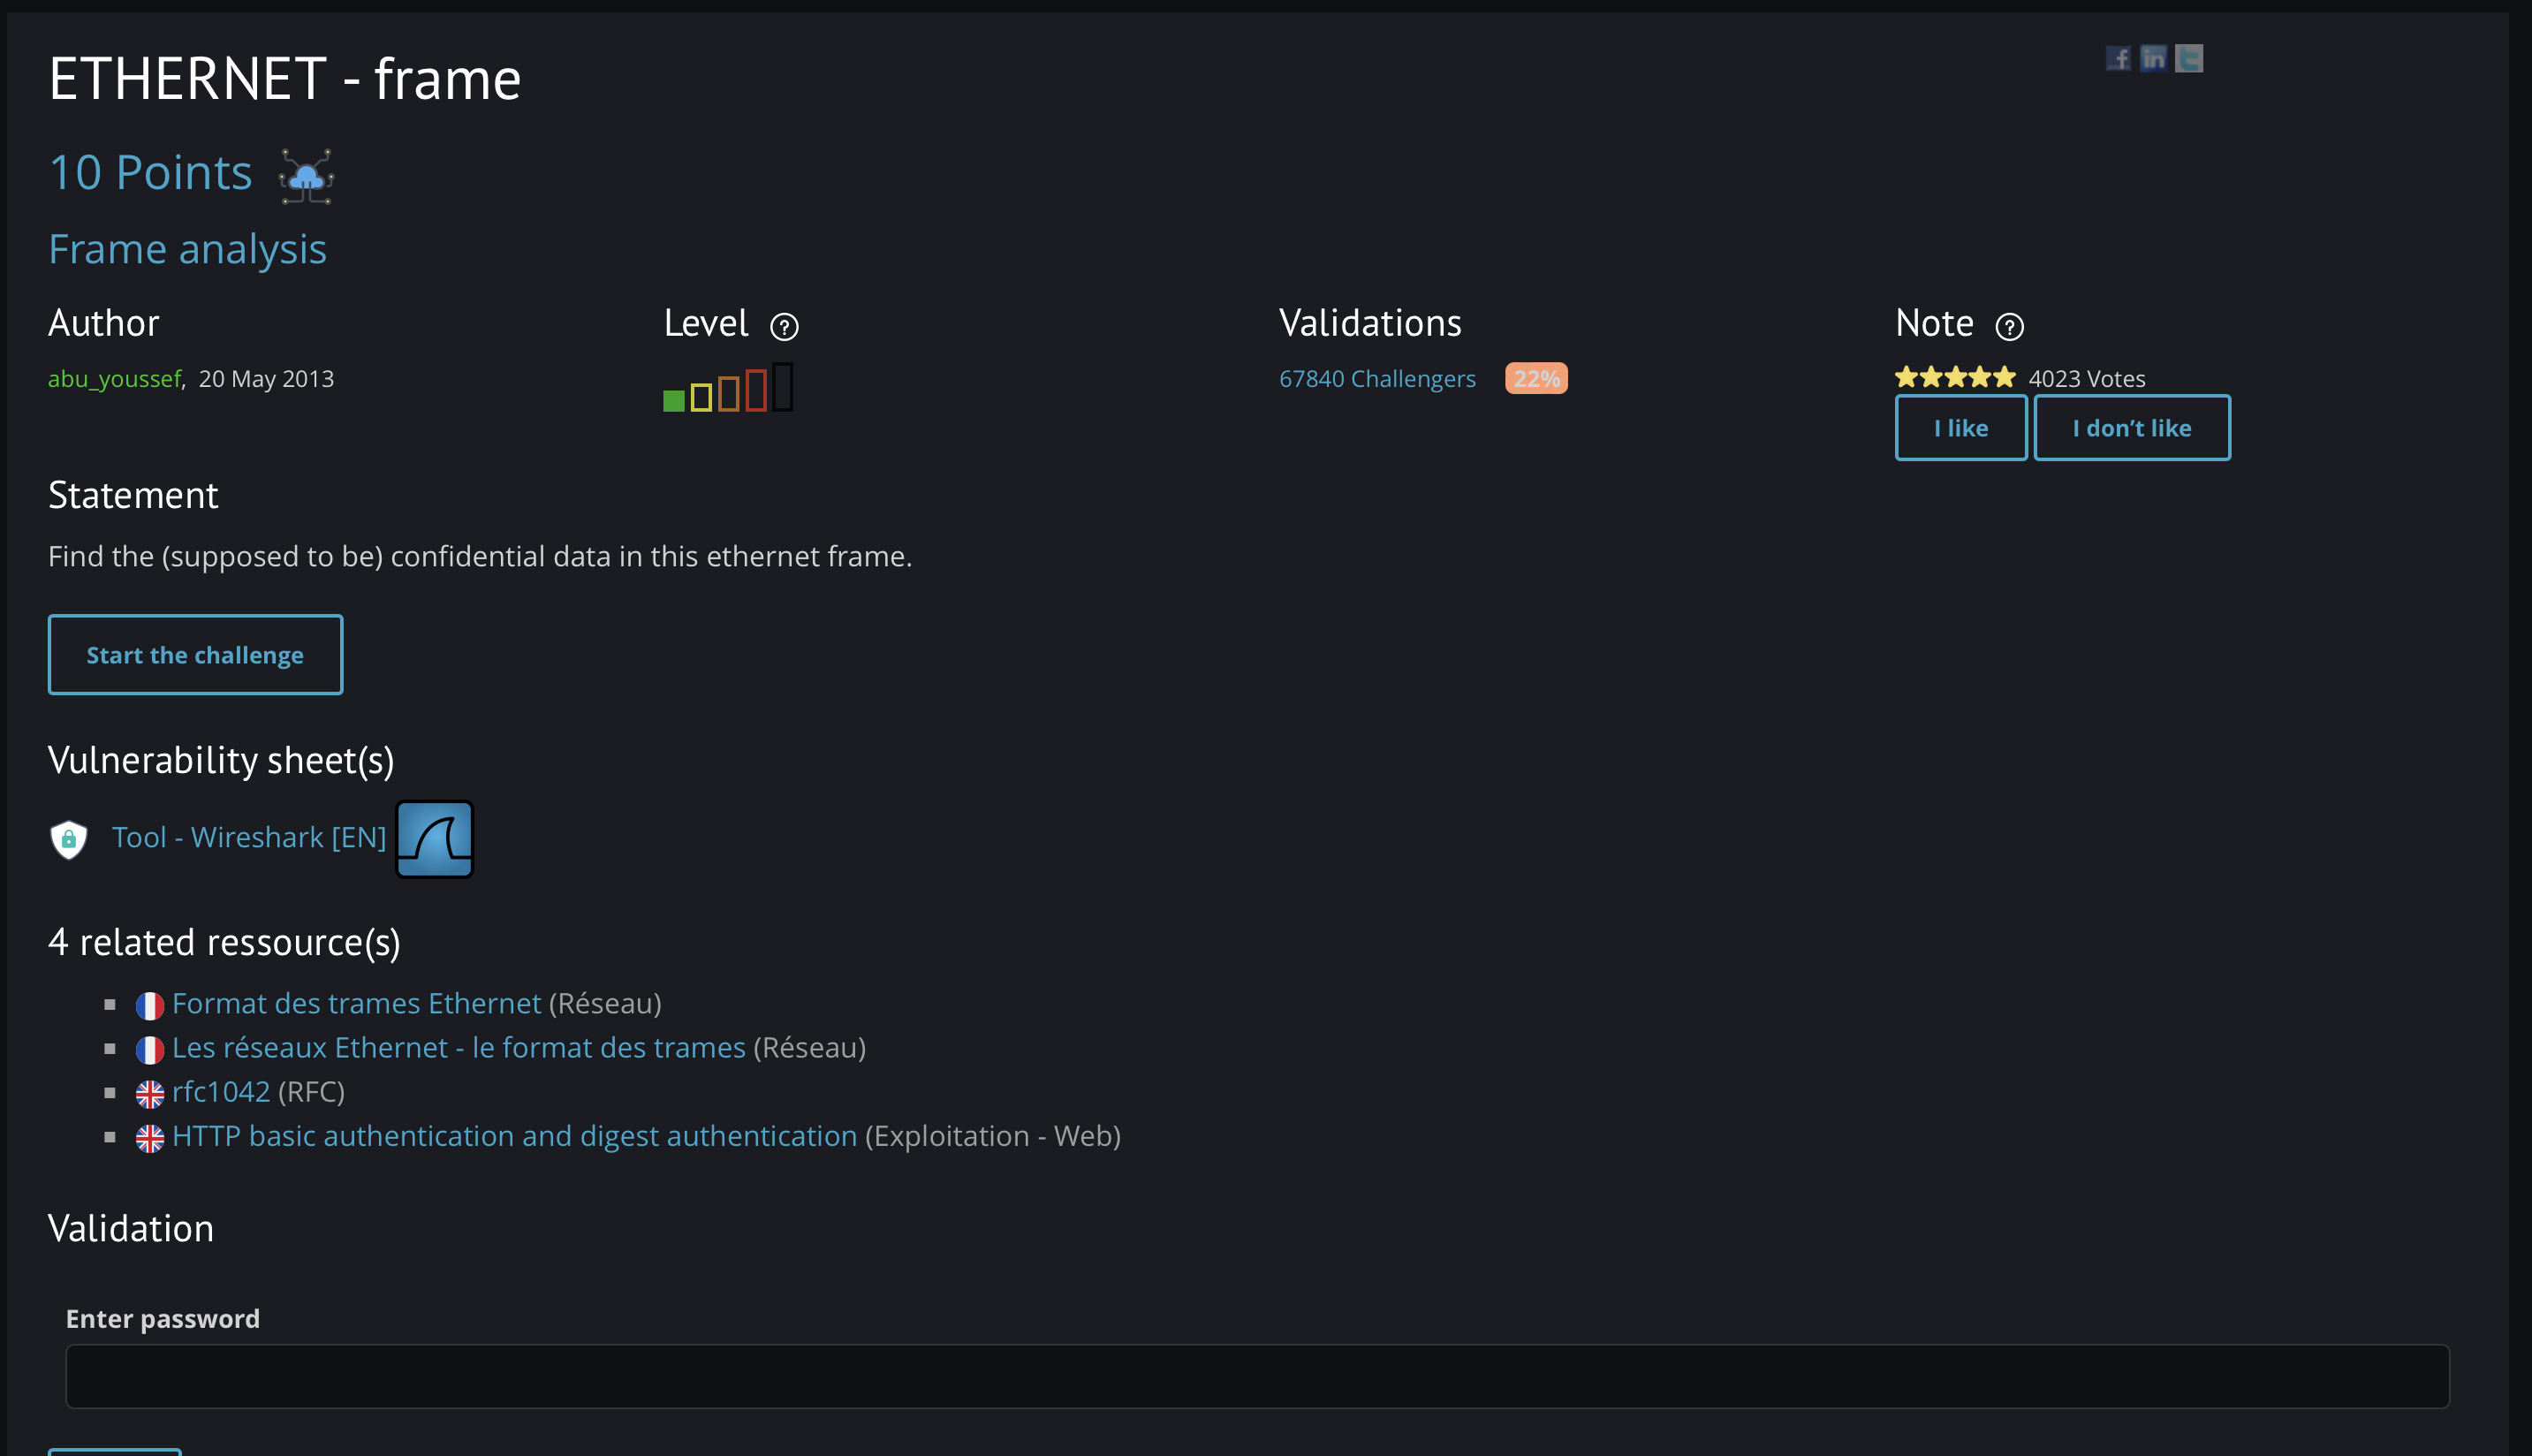 ETHERNET - frame
10 Points
Frame analysis
Author
Level ?
Validations
Note ?
abu_youssef, 20 May 2013
67840 Challengers 22%
4023 Votes
I like
I don’t like
Statement
Find the (supposed to be) confidential data in this ethernet frame.
Start the challenge
Vulnerability sheet(s)
Tool - Wireshark [EN]
4 related ressource(s)
Format des trames Ethernet (Réseau)
Les réseaux Ethernet - le format des trames (Réseau)
rfc1042 (RFC)
HTTP basic authentication and digest authentication (Exploitation - Web)
Validation
Enter password